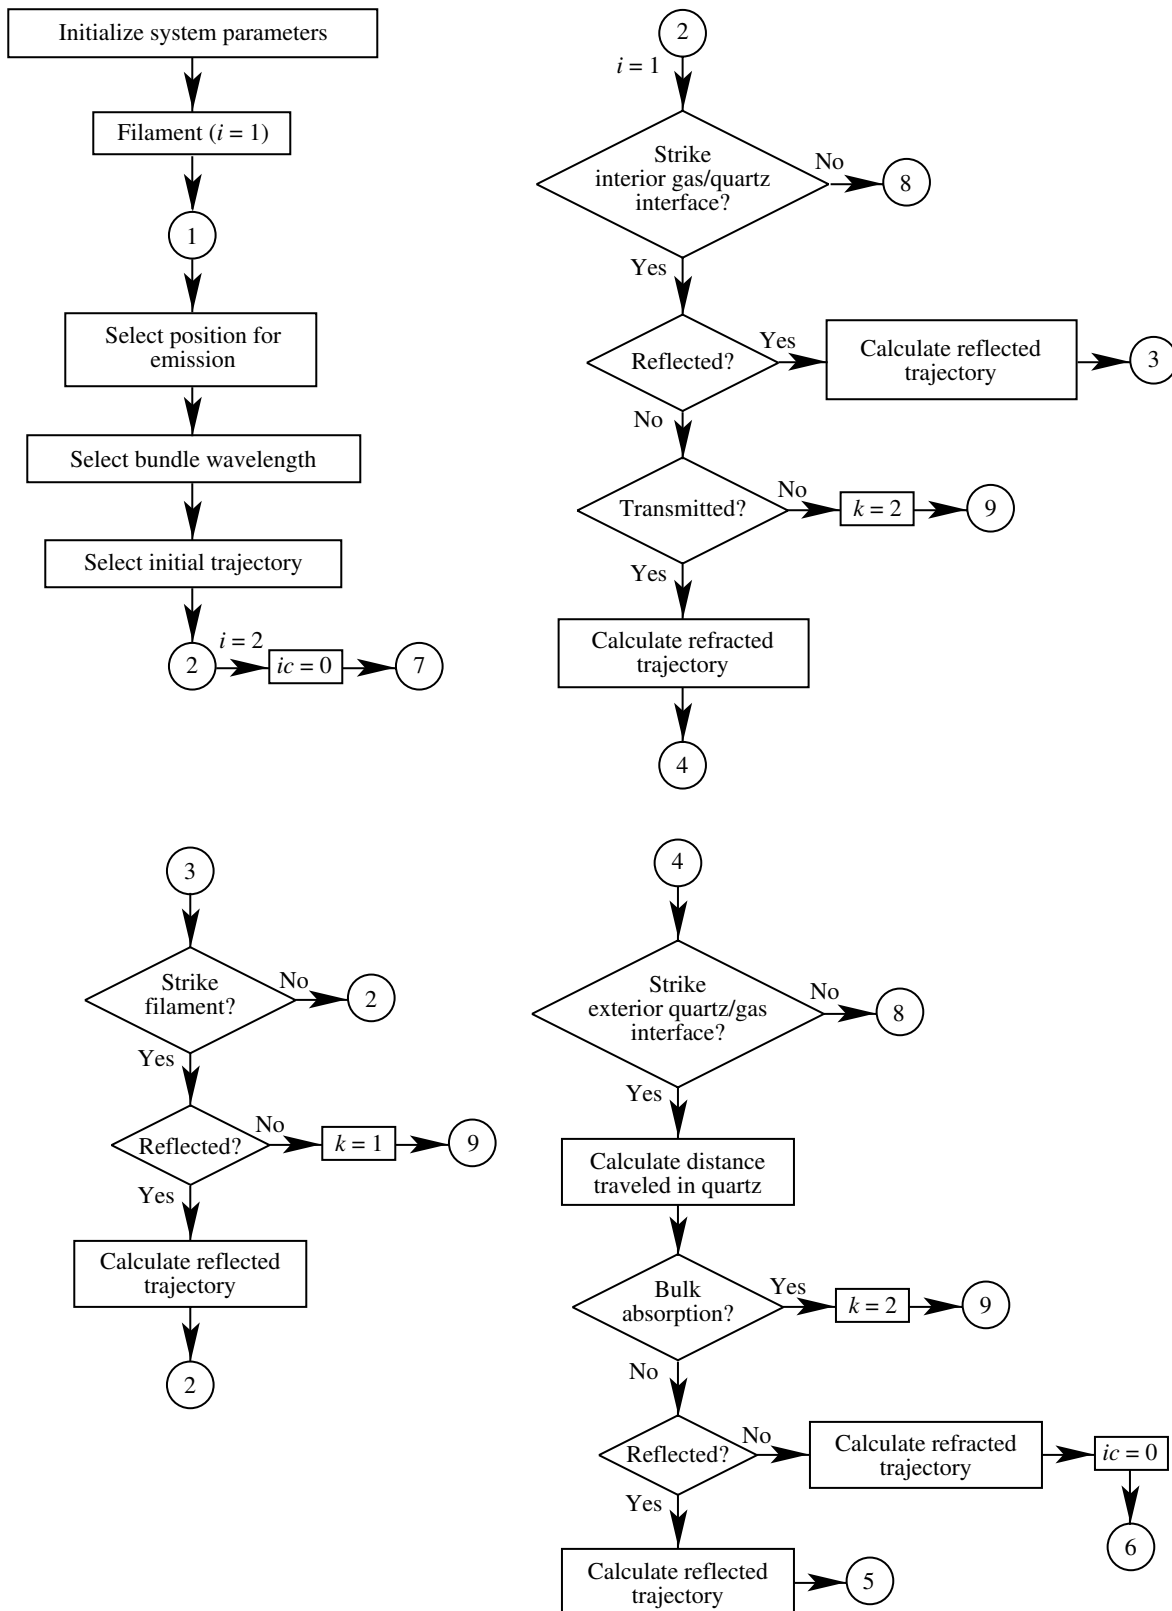 Initialize system parameters
Filament (i = 1)
1
Select position for
emission
Select bundle wavelength
Select initial trajectory
2
i = 2
ic = 0
7
2
i = 1
Strike
interior gas/quartz
interface?
No
8
Yes
Reflected?
Yes
Calculate reflected
trajectory
3
No
Transmitted?
No
k = 2
9
Yes
Calculate refracted
trajectory
4
3
Strike
filament?
No
2
Yes
Reflected?
No
k = 1
9
Yes
Calculate reflected
trajectory
2
4
Strike
exterior quartz/gas
interface?
No
8
Yes
Calculate distance
traveled in quartz
Bulk
absorption?
Yes
k = 2
9
No
Reflected?
No
Calculate refracted
trajectory
ic = 0
6
Yes
Calculate reflected
trajectory
5